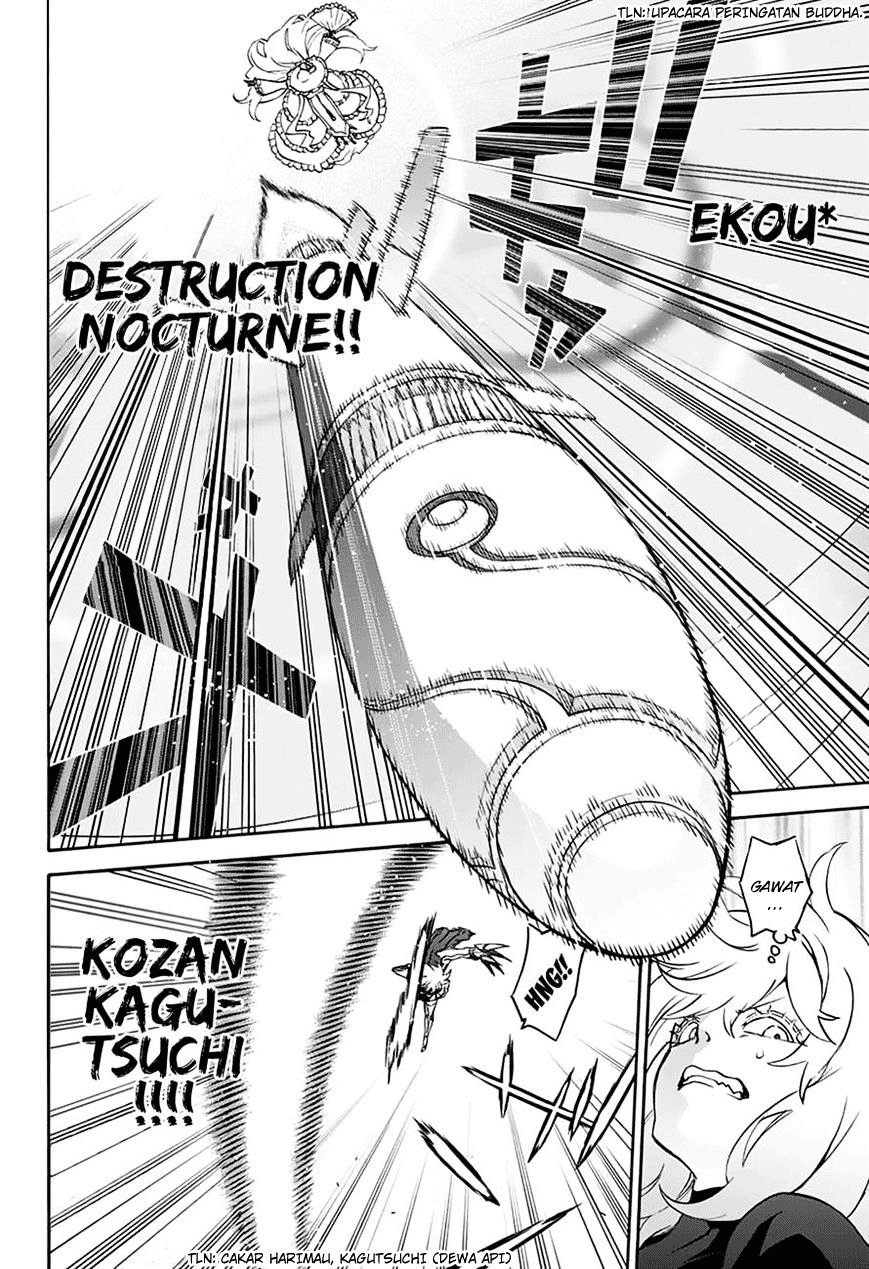 TLN: UPACARA PERINGATAN BUDDHA.
EKOU*
DESTRUCTION
NOCTURNE!!
GAWAT
...
HNG!!
KOZAN
KAGU-
TSUCHI
!!!!
TLN: CAKAR HARIMAU, KAGUTSUCHI (DEWA API)